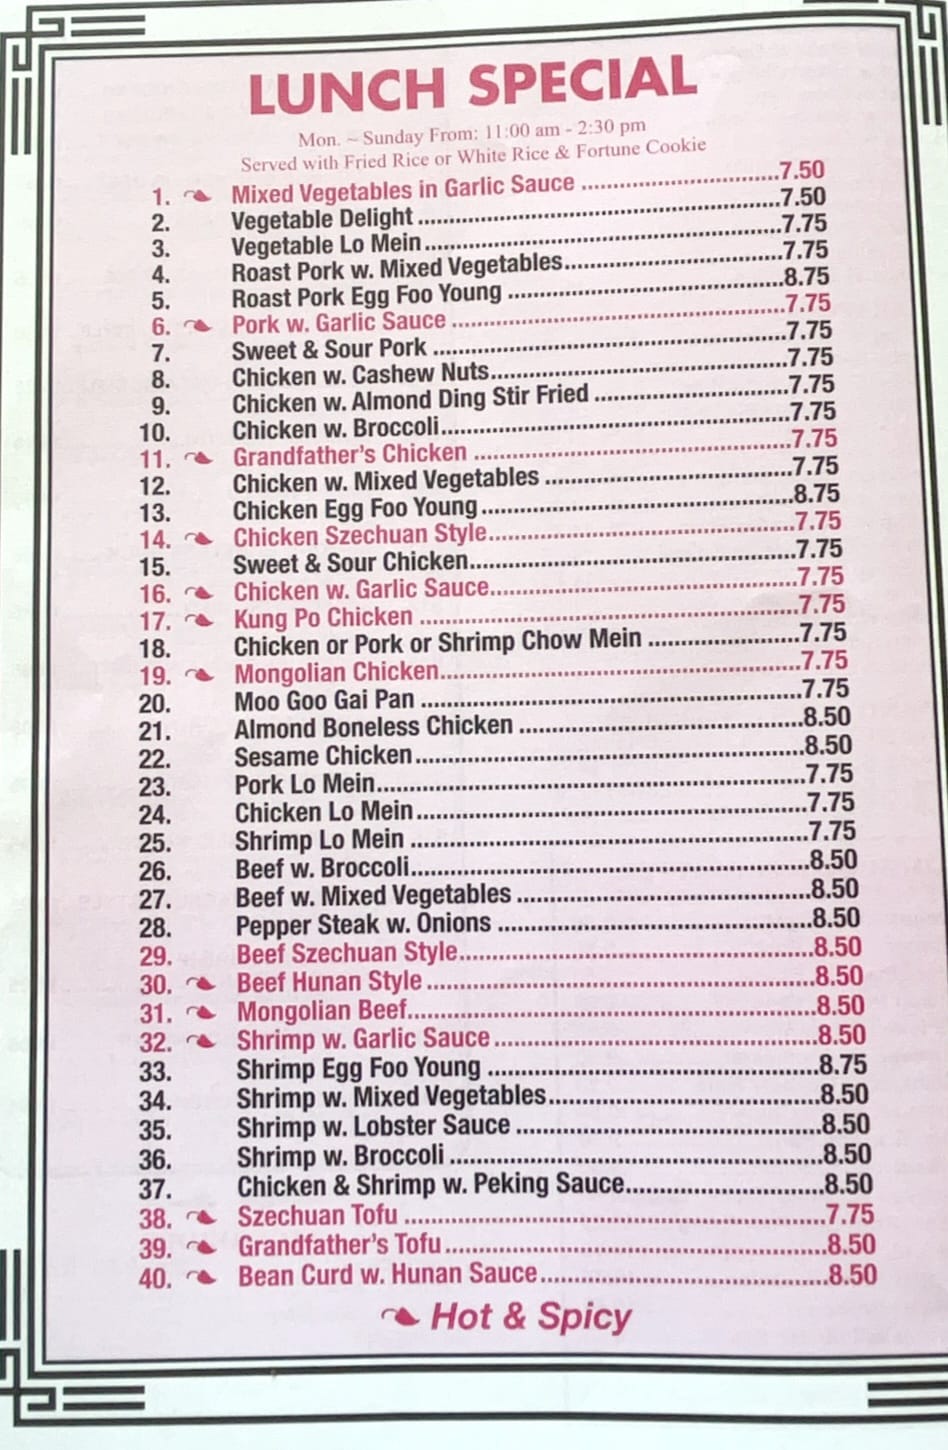 LUNCH SPECIAL
Mon. ~ Sunday From: 11:00 am - 2:30 pm
Served with Fried Rice or White Rice & Fortune Cookie
1. Mixed Vegetables in Garlic Sauce 7.50
2. Vegetable Delight 7.50
3. Vegetable Lo Mein 7.75
4. Roast Pork w. Mixed Vegetables 7.75
5. Roast Pork Egg Foo Young 8.75
6. Pork w. Garlic Sauce 7.75
7. Sweet & Sour Pork 7.75
8. Chicken w. Cashew Nuts 7.75
9. Chicken w. Almond Ding Stir Fried 7.75
10. Chicken w. Broccoli 7.75
11. Grandfather's Chicken 7.75
12. Chicken w. Mixed Vegetables 7.75
13. Chicken Egg Foo Young 8.75
14. Chicken Szechuan Style 7.75
15. Sweet & Sour Chicken 7.75
16. Chicken w. Garlic Sauce 7.75
17. Kung Po Chicken 7.75
18. Chicken or Pork or Shrimp Chow Mein 7.75
19. Mongolian Chicken 7.75
20. Moo Goo Gai Pan 7.75
21. Almond Boneless Chicken 8.50
22. Sesame Chicken 8.50
23. Pork Lo Mein 7.75
24. Chicken Lo Mein 7.75
25. Shrimp Lo Mein 7.75
26. Beef w. Broccoli 8.50
27. Beef w. Mixed Vegetables 8.50
28. Pepper Steak w. Onions 8.50
29. Beef Szechuan Style 8.50
30. Beef Hunan Style 8.50
31. Mongolian Beef 8.50
32. Shrimp w. Garlic Sauce 8.50
33. Shrimp Egg Foo Young 8.75
34. Shrimp w. Mixed Vegetables 8.50
35. Shrimp w. Lobster Sauce 8.50
36. Shrimp w. Broccoli 8.50
37. Chicken & Shrimp w. Peking Sauce 8.50
38. Szechuan Tofu 7.75
39. Grandfather's Tofu 8.50
40. Bean Curd w. Hunan Sauce 8.50
Hot & Spicy